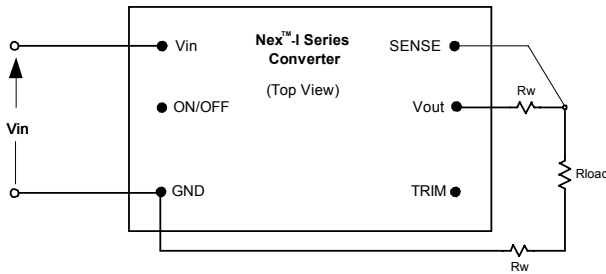 Nex™-I Series
Converter
(Top View)
Vin
SENSE
ON/OFF
Vout
Rw
Vin
Rload
GND
TRIM
Rw